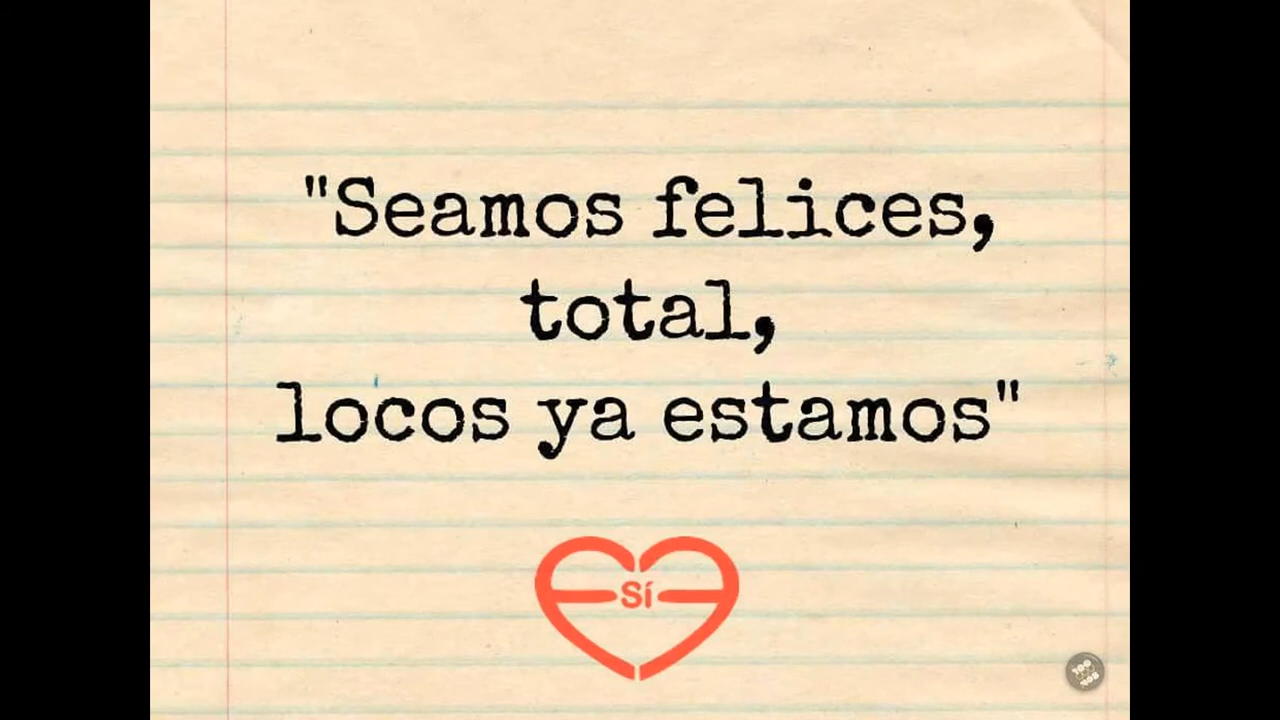 "Seamos felices,
total,
locos ya estamos"
Sí